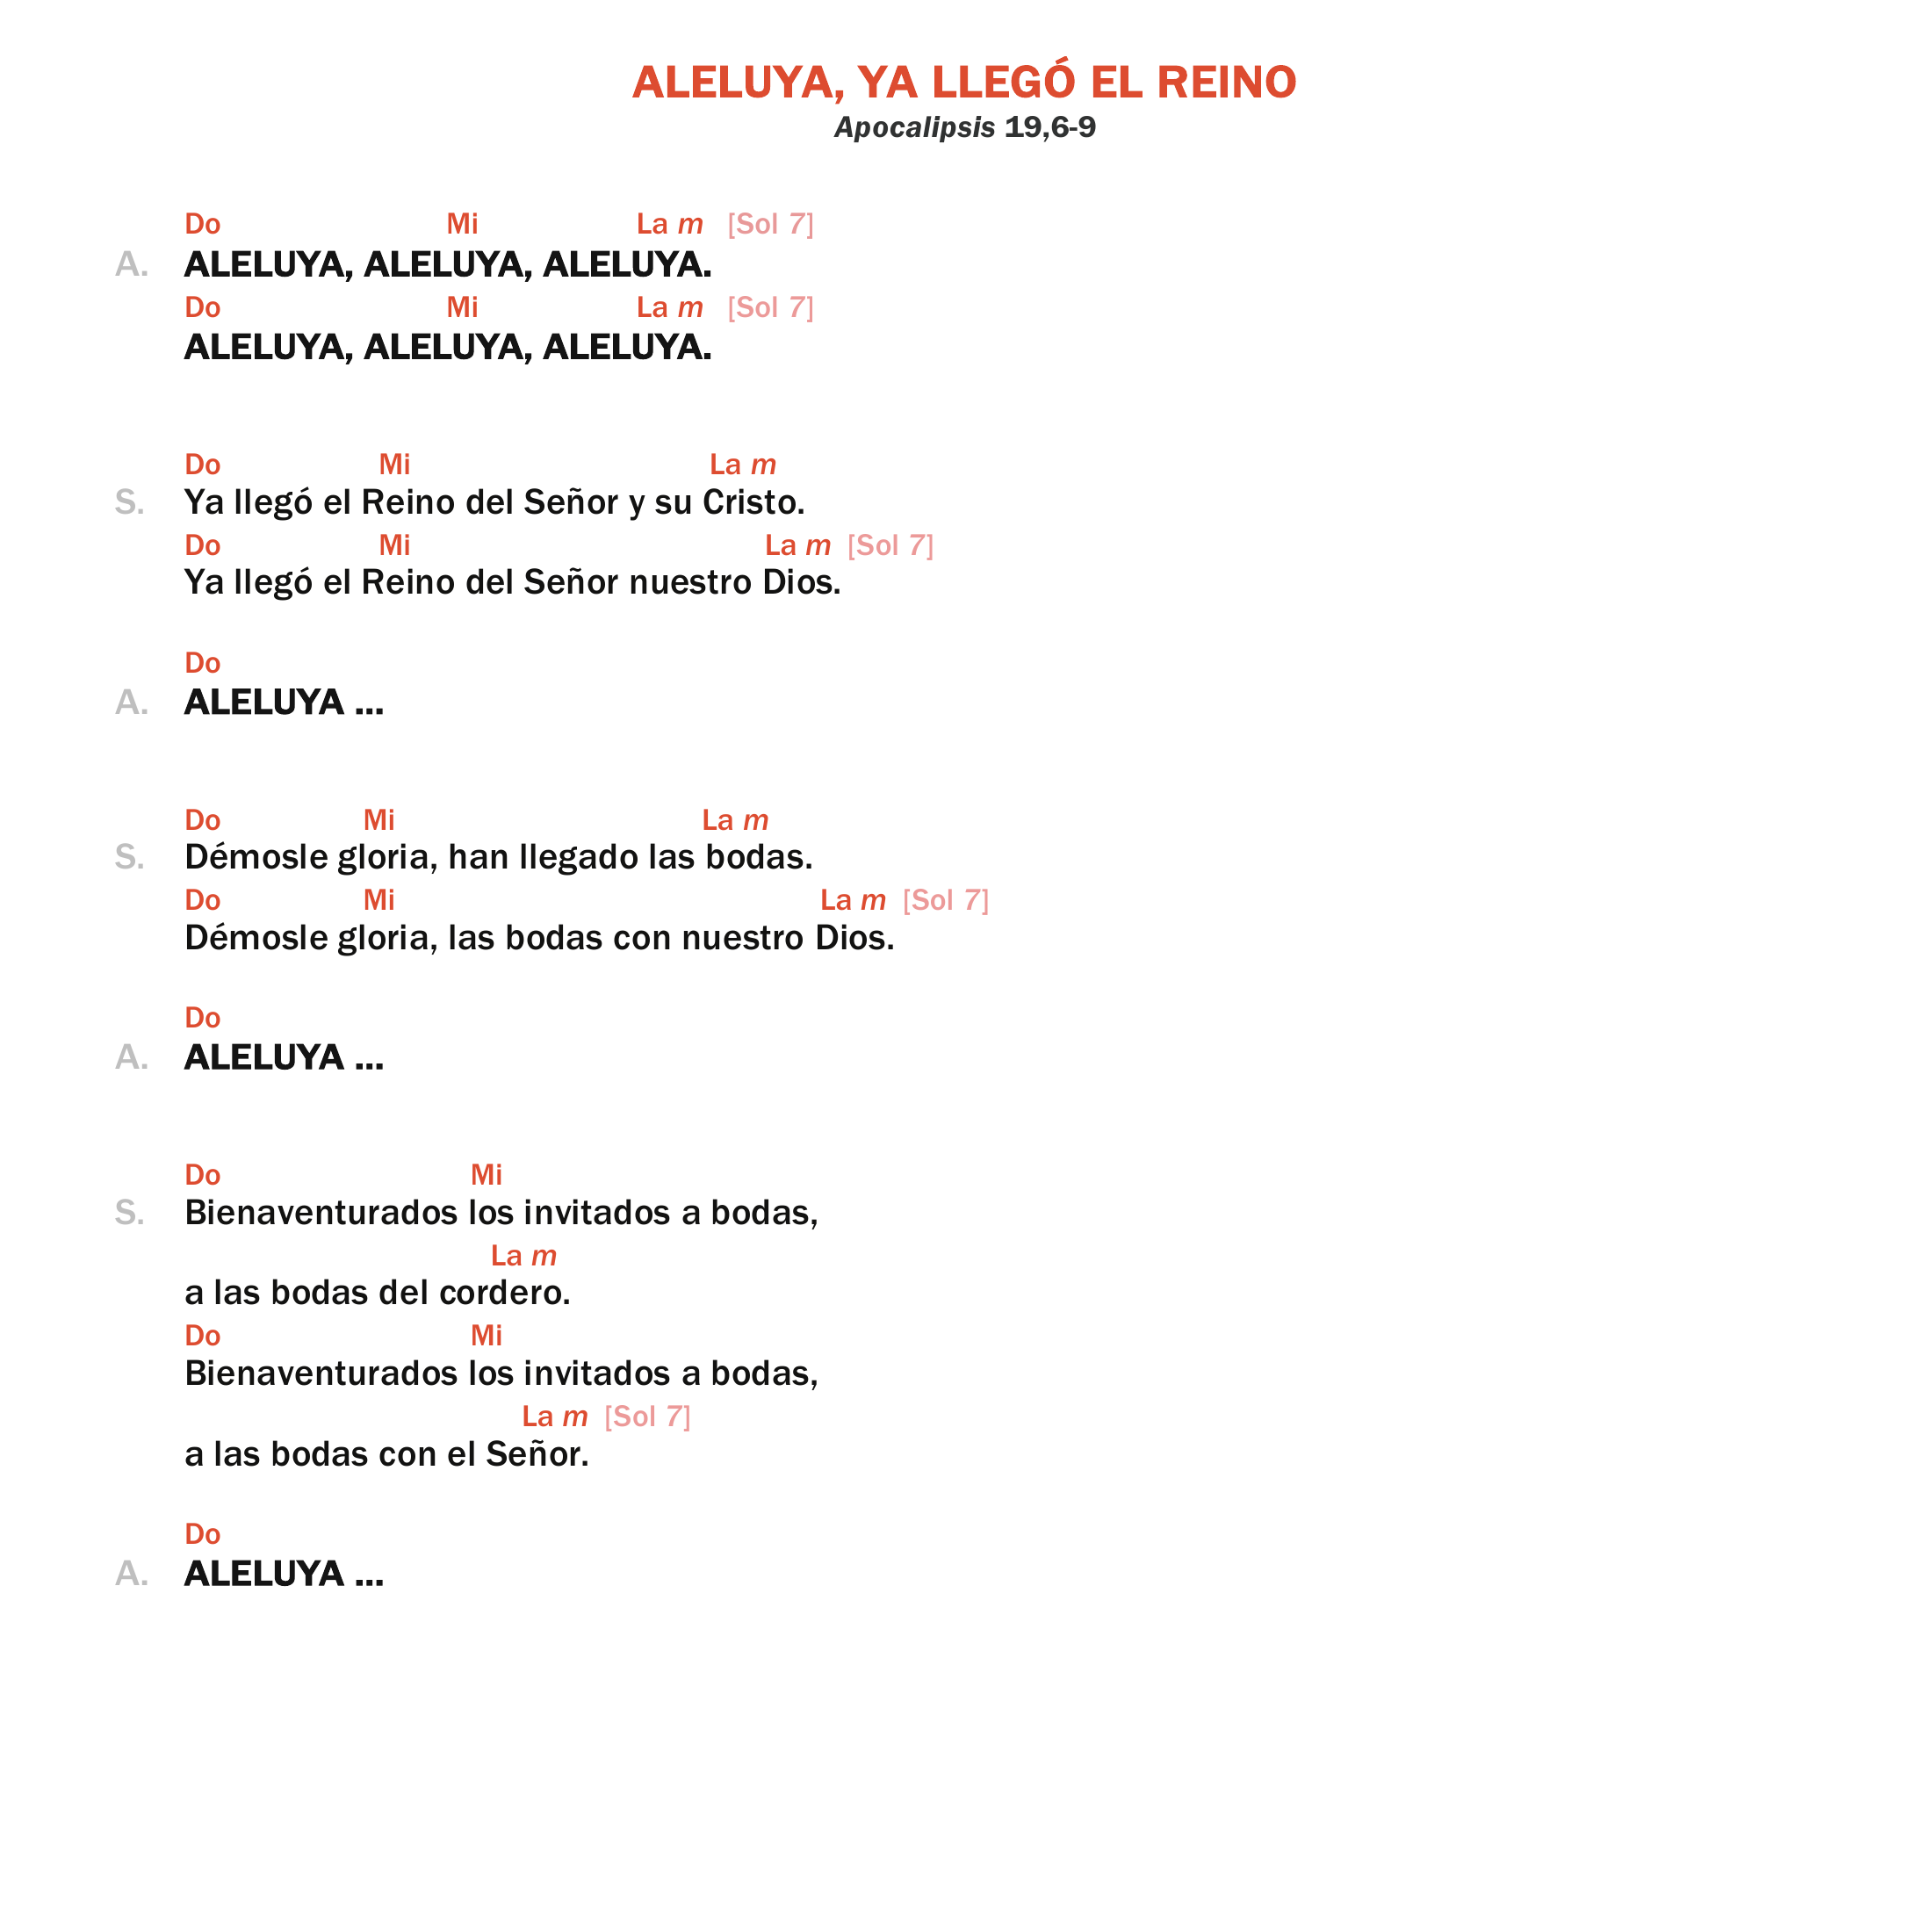 ALELUYA, YA LLEGÓ EL REINO
Apocalipsis 19,6-9
Do Mi La m [Sol 7]
A. ALELUYA, ALELUYA, ALELUYA.
Do Mi La m [Sol 7]
ALELUYA, ALELUYA, ALELUYA.
Do Mi La m
S. Ya llegó el Reino del Señor y su Cristo.
Do Mi La m [Sol 7]
Ya llegó el Reino del Señor nuestro Dios.
Do
A. ALELUYA ...
Do Mi La m
S. Démosle gloria, han llegado las bodas.
Do Mi La m [Sol 7]
Démosle gloria, las bodas con nuestro Dios.
Do
A. ALELUYA ...
Do Mi
S. Bienaventurados los invitados a bodas,
La m
a las bodas del cordero.
Do Mi
Bienaventurados los invitados a bodas,
La m [Sol 7]
a las bodas con el Señor.
Do
A. ALELUYA ...